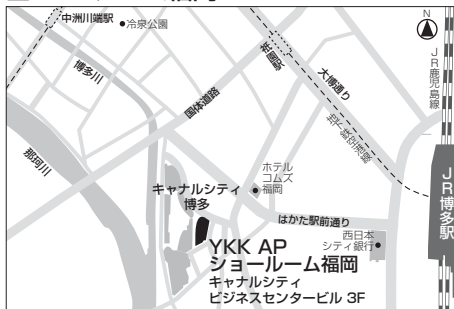 中洲川端駅
冷泉公園
N
博多川
祇園駅
大博通り
JR鹿児島線
国体道路
地下鉄空港線
那珂川
ホテル
コムズ
福岡
キャナルシティ
博多
JR博多駅
はかた駅前通り
西日本
シティ銀行
YKK AP
ショールーム福岡
キャナルシティ
ビジネスセンタービル 3F